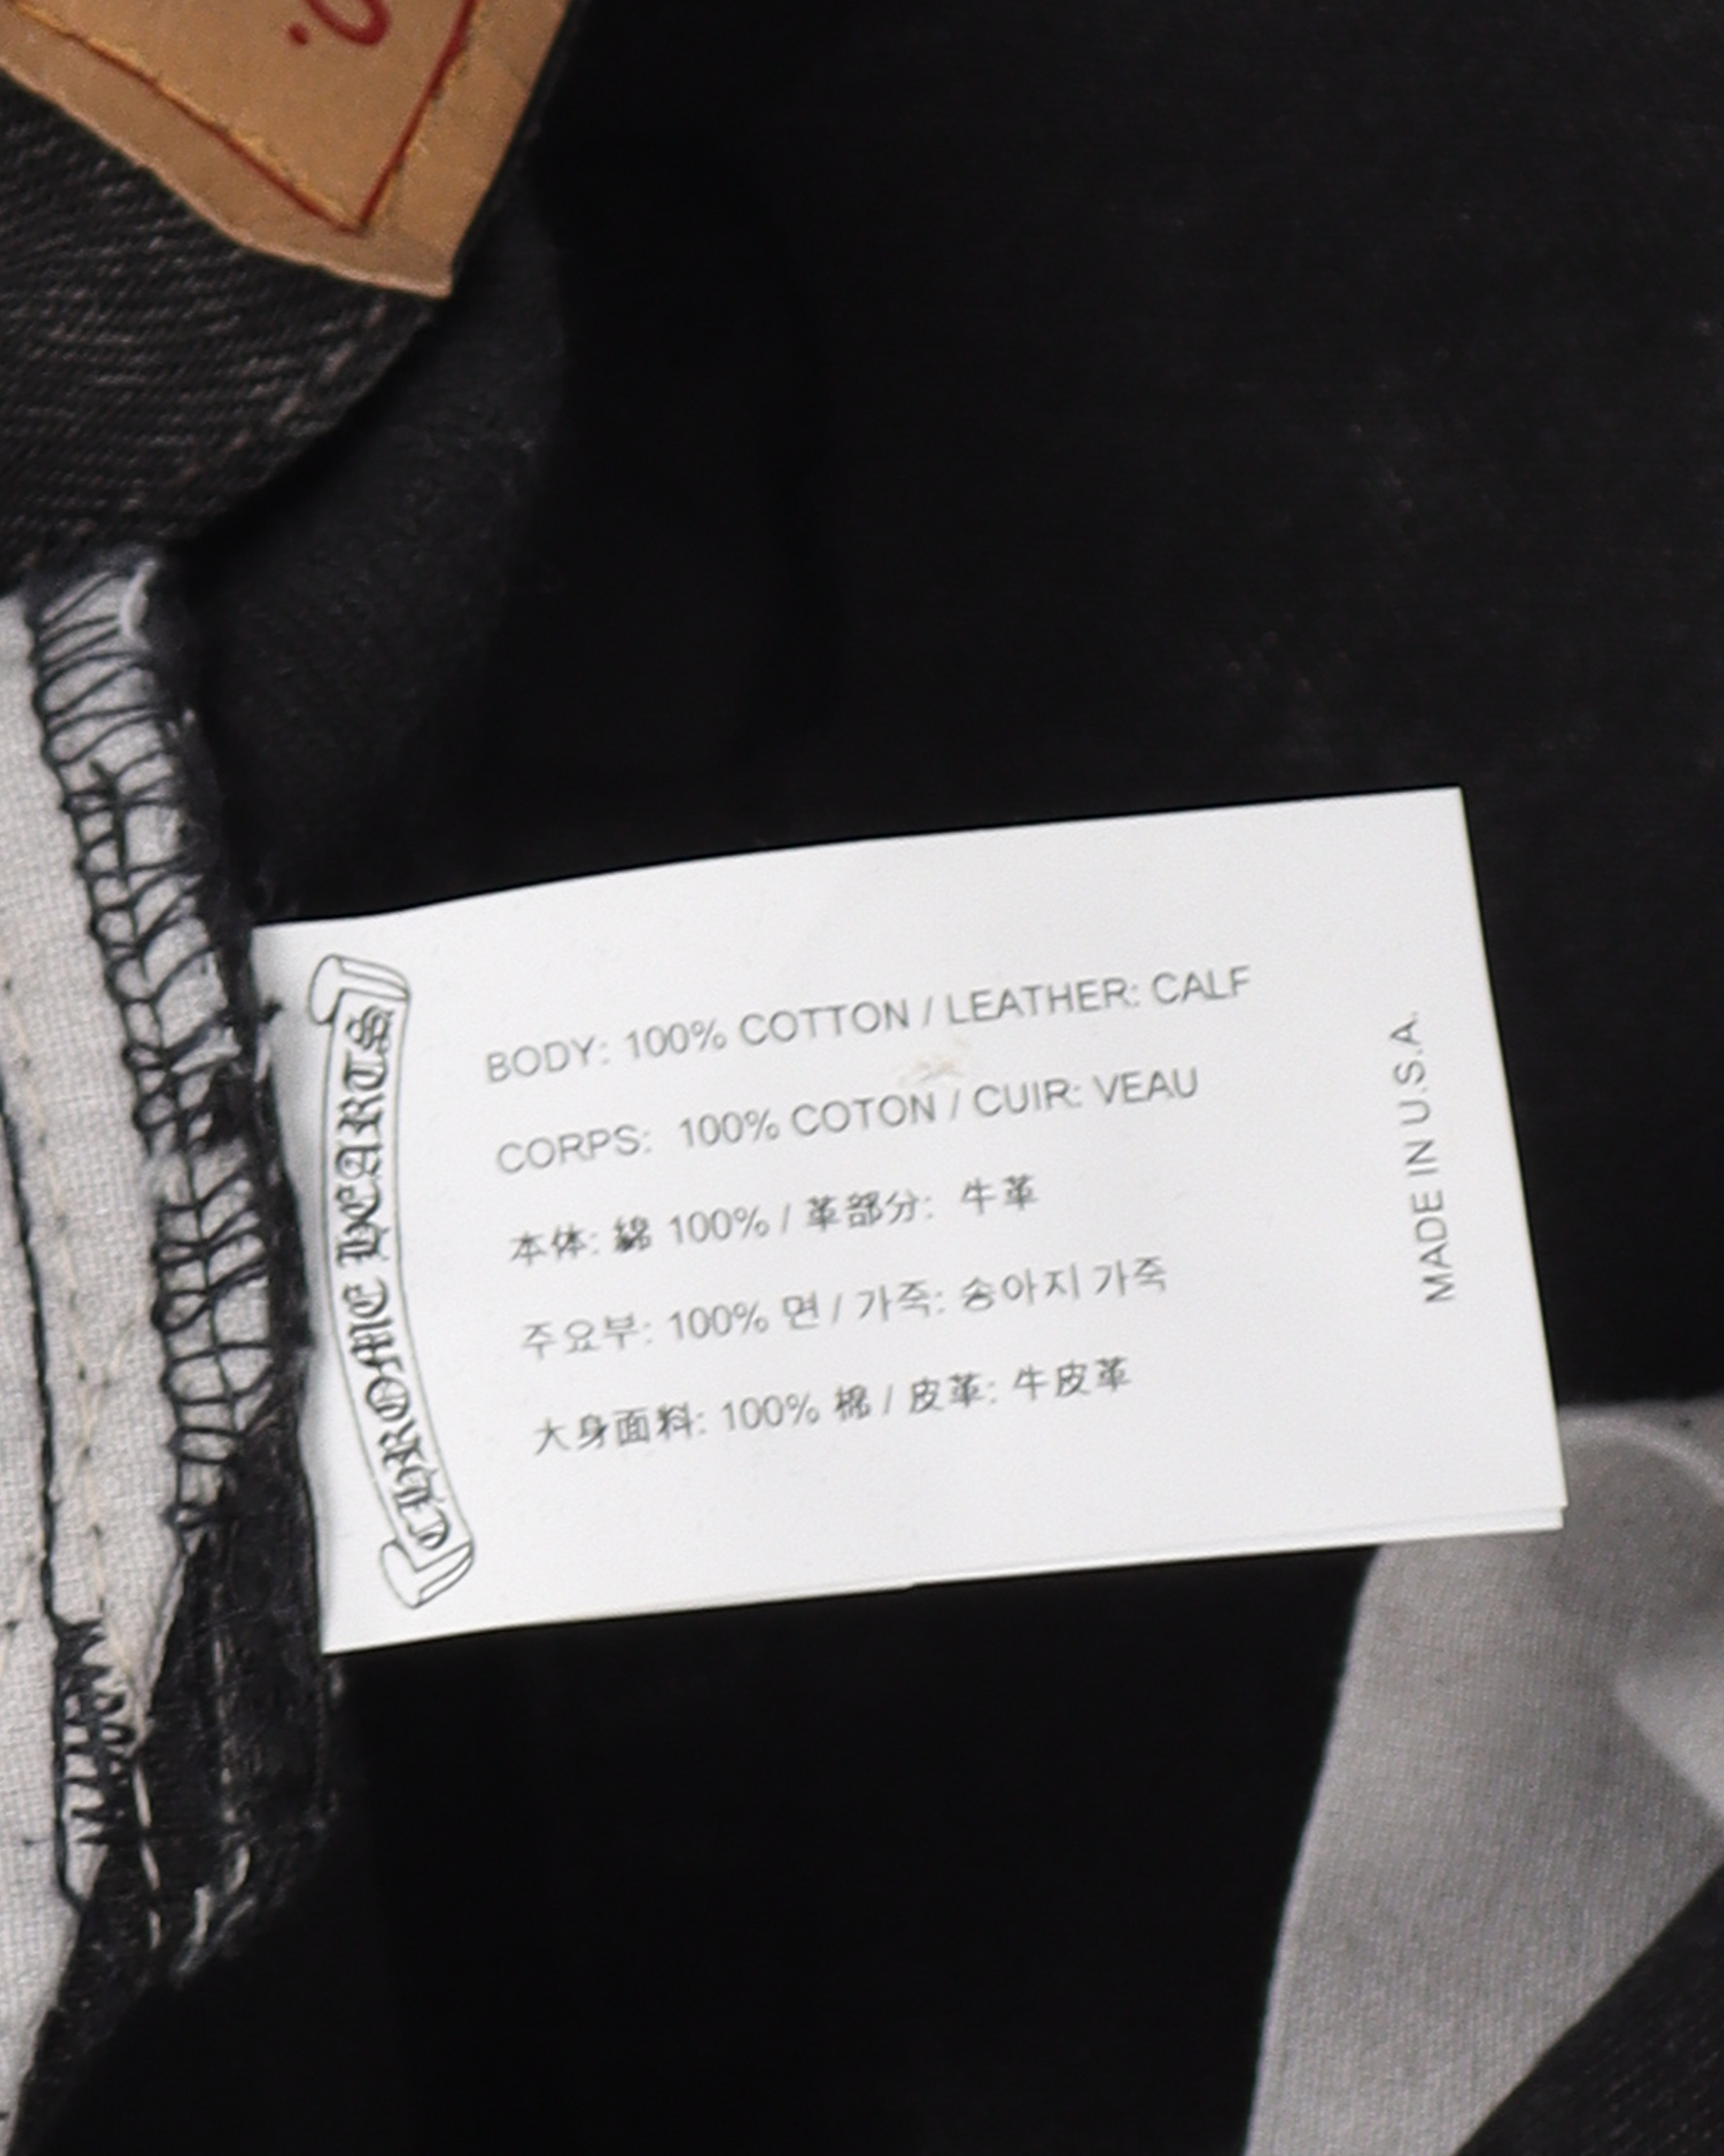 CHROME HEARTS
BODY: 100% COTTON / LEATHER: CALF
CORPS: 100% COTON / CUIR: VEAU
本体: 綿 100% / 革部分: 牛革
주요부: 100% 면 / 가죽: 송아지 가죽
大身面料: 100% 棉 / 皮革: 牛皮革
MADE IN U.S.A.